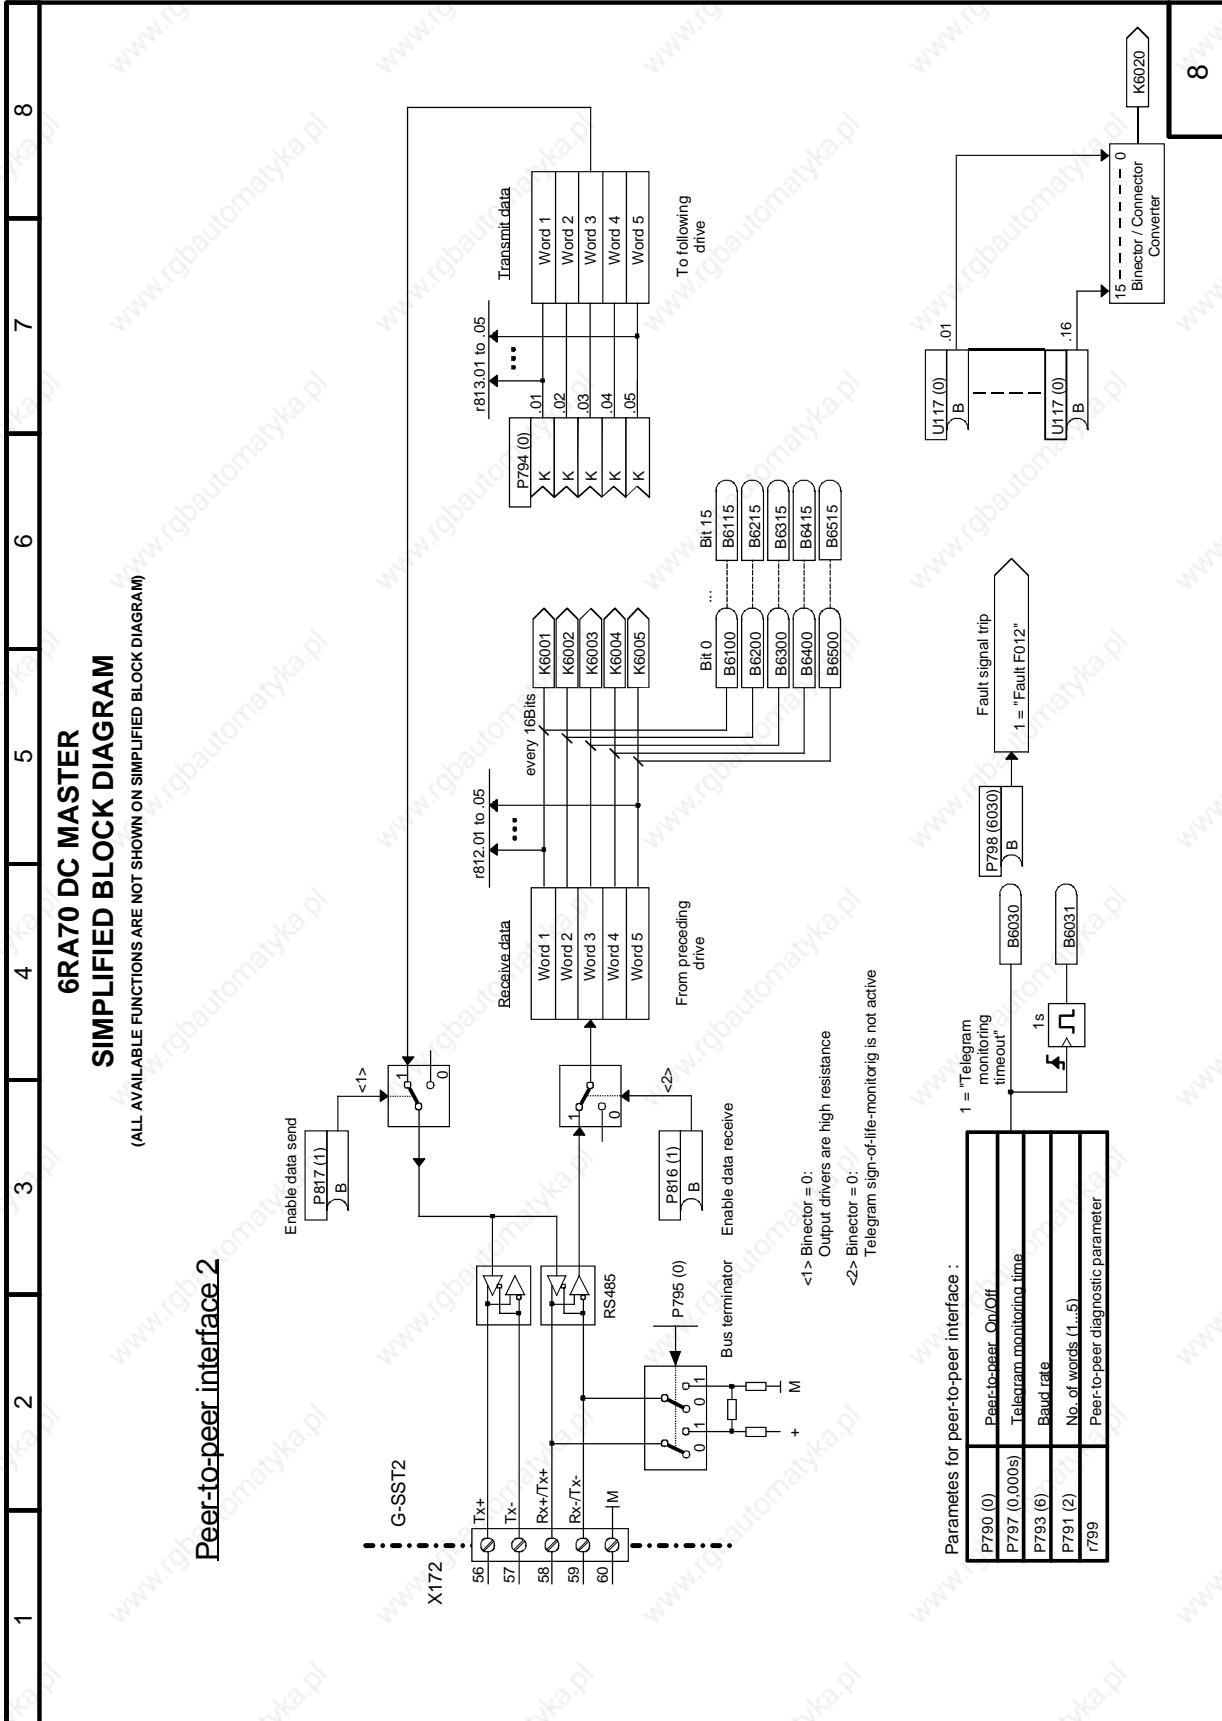 1
2
3
4
5
6
7
8
6RA70 DC MASTER
SIMPLIFIED BLOCK DIAGRAM
(ALL AVAILABLE FUNCTIONS ARE NOT SHOWN ON SIMPLIFIED BLOCK DIAGRAM)
Peer-to-peer interface 2
X172
G-SST2
56
Tx+
57
Tx-
58
Rx+/Tx+
59
Rx-/Tx-
60
M
RS485
Enable data send
P817 (1)
B
<1>
1
0
P795 (0)
Bus terminator
0
1
0
1
+
M
1
0
<2>
P816 (1)
B
Enable data receive
<1> Binector = 0:
Output drivers are high resistance
<2> Binector = 0:
Telegram sign-of-life-monitorig is not active
Receive data
Word 1
Word 2
Word 3
Word 4
Word 5
From preceding
drive
r812.01 to .05
every 16Bits
K6001
K6002
K6003
K6004
K6005
Bit 0
...
Bit 15
B6100
B6115
B6200
B6215
B6300
B6315
B6400
B6415
B6500
B6515
P794 (0)
K
.01
K
.02
K
.03
K
.04
K
.05
r813.01 to .05
Transmit data
Word 1
Word 2
Word 3
Word 4
Word 5
To following
drive
Parametes for peer-to-peer interface :
P790 (0)
Peer-to-peer On/Off
P797 (0,000s)
Telegram monitoring time
P793 (6)
Baud rate
P791 (2)
No. of words (1...5)
r799
Peer-to-peer diagnostic parameter
1 = "Telegram
monitoring
timeout"
1s
B6030
B6031
P798 (6030)
B
Fault signal trip
1 = "Fault F012"
U117 (0)
B
.01
U117 (0)
B
.16
15
0
Binector / Connector
Converter
K6020
8
www.rgbautomatyka.pl